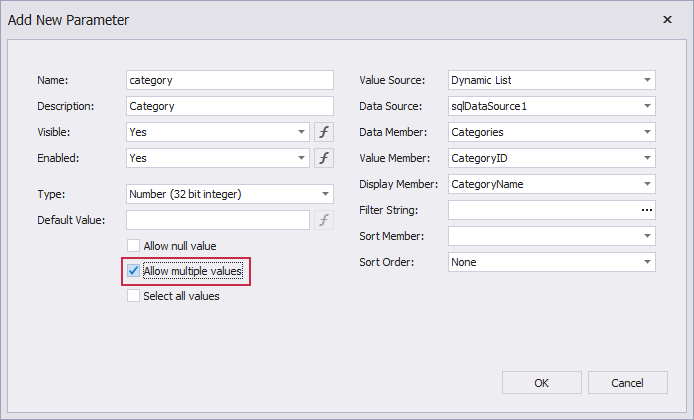 Add New Parameter
Name: category
Description: Category
Visible: Yes
Enabled: Yes
Type: Number (32 bit integer)
Default Value:
Allow null value
Allow multiple values
Select all values
Value Source: Dynamic List
Data Source: sqlDataSource1
Data Member: Categories
Value Member: CategoryID
Display Member: CategoryName
Filter String: ...
Sort Member:
Sort Order: None
OK Cancel